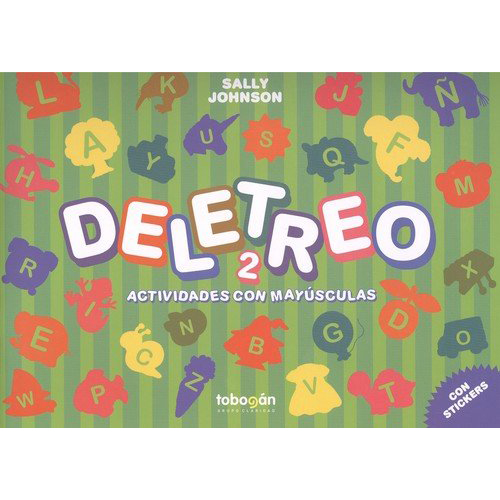 SALLY
JOHNSON
L K J Ñ
A Y U S Q F
H M
DELETREO
2
ACTIVIDADES CON MAYÚSCULAS
R X
I C N B G D O
E W P Z V T
CON
STICKERS
tobogán
GRUPO CLARIDAD